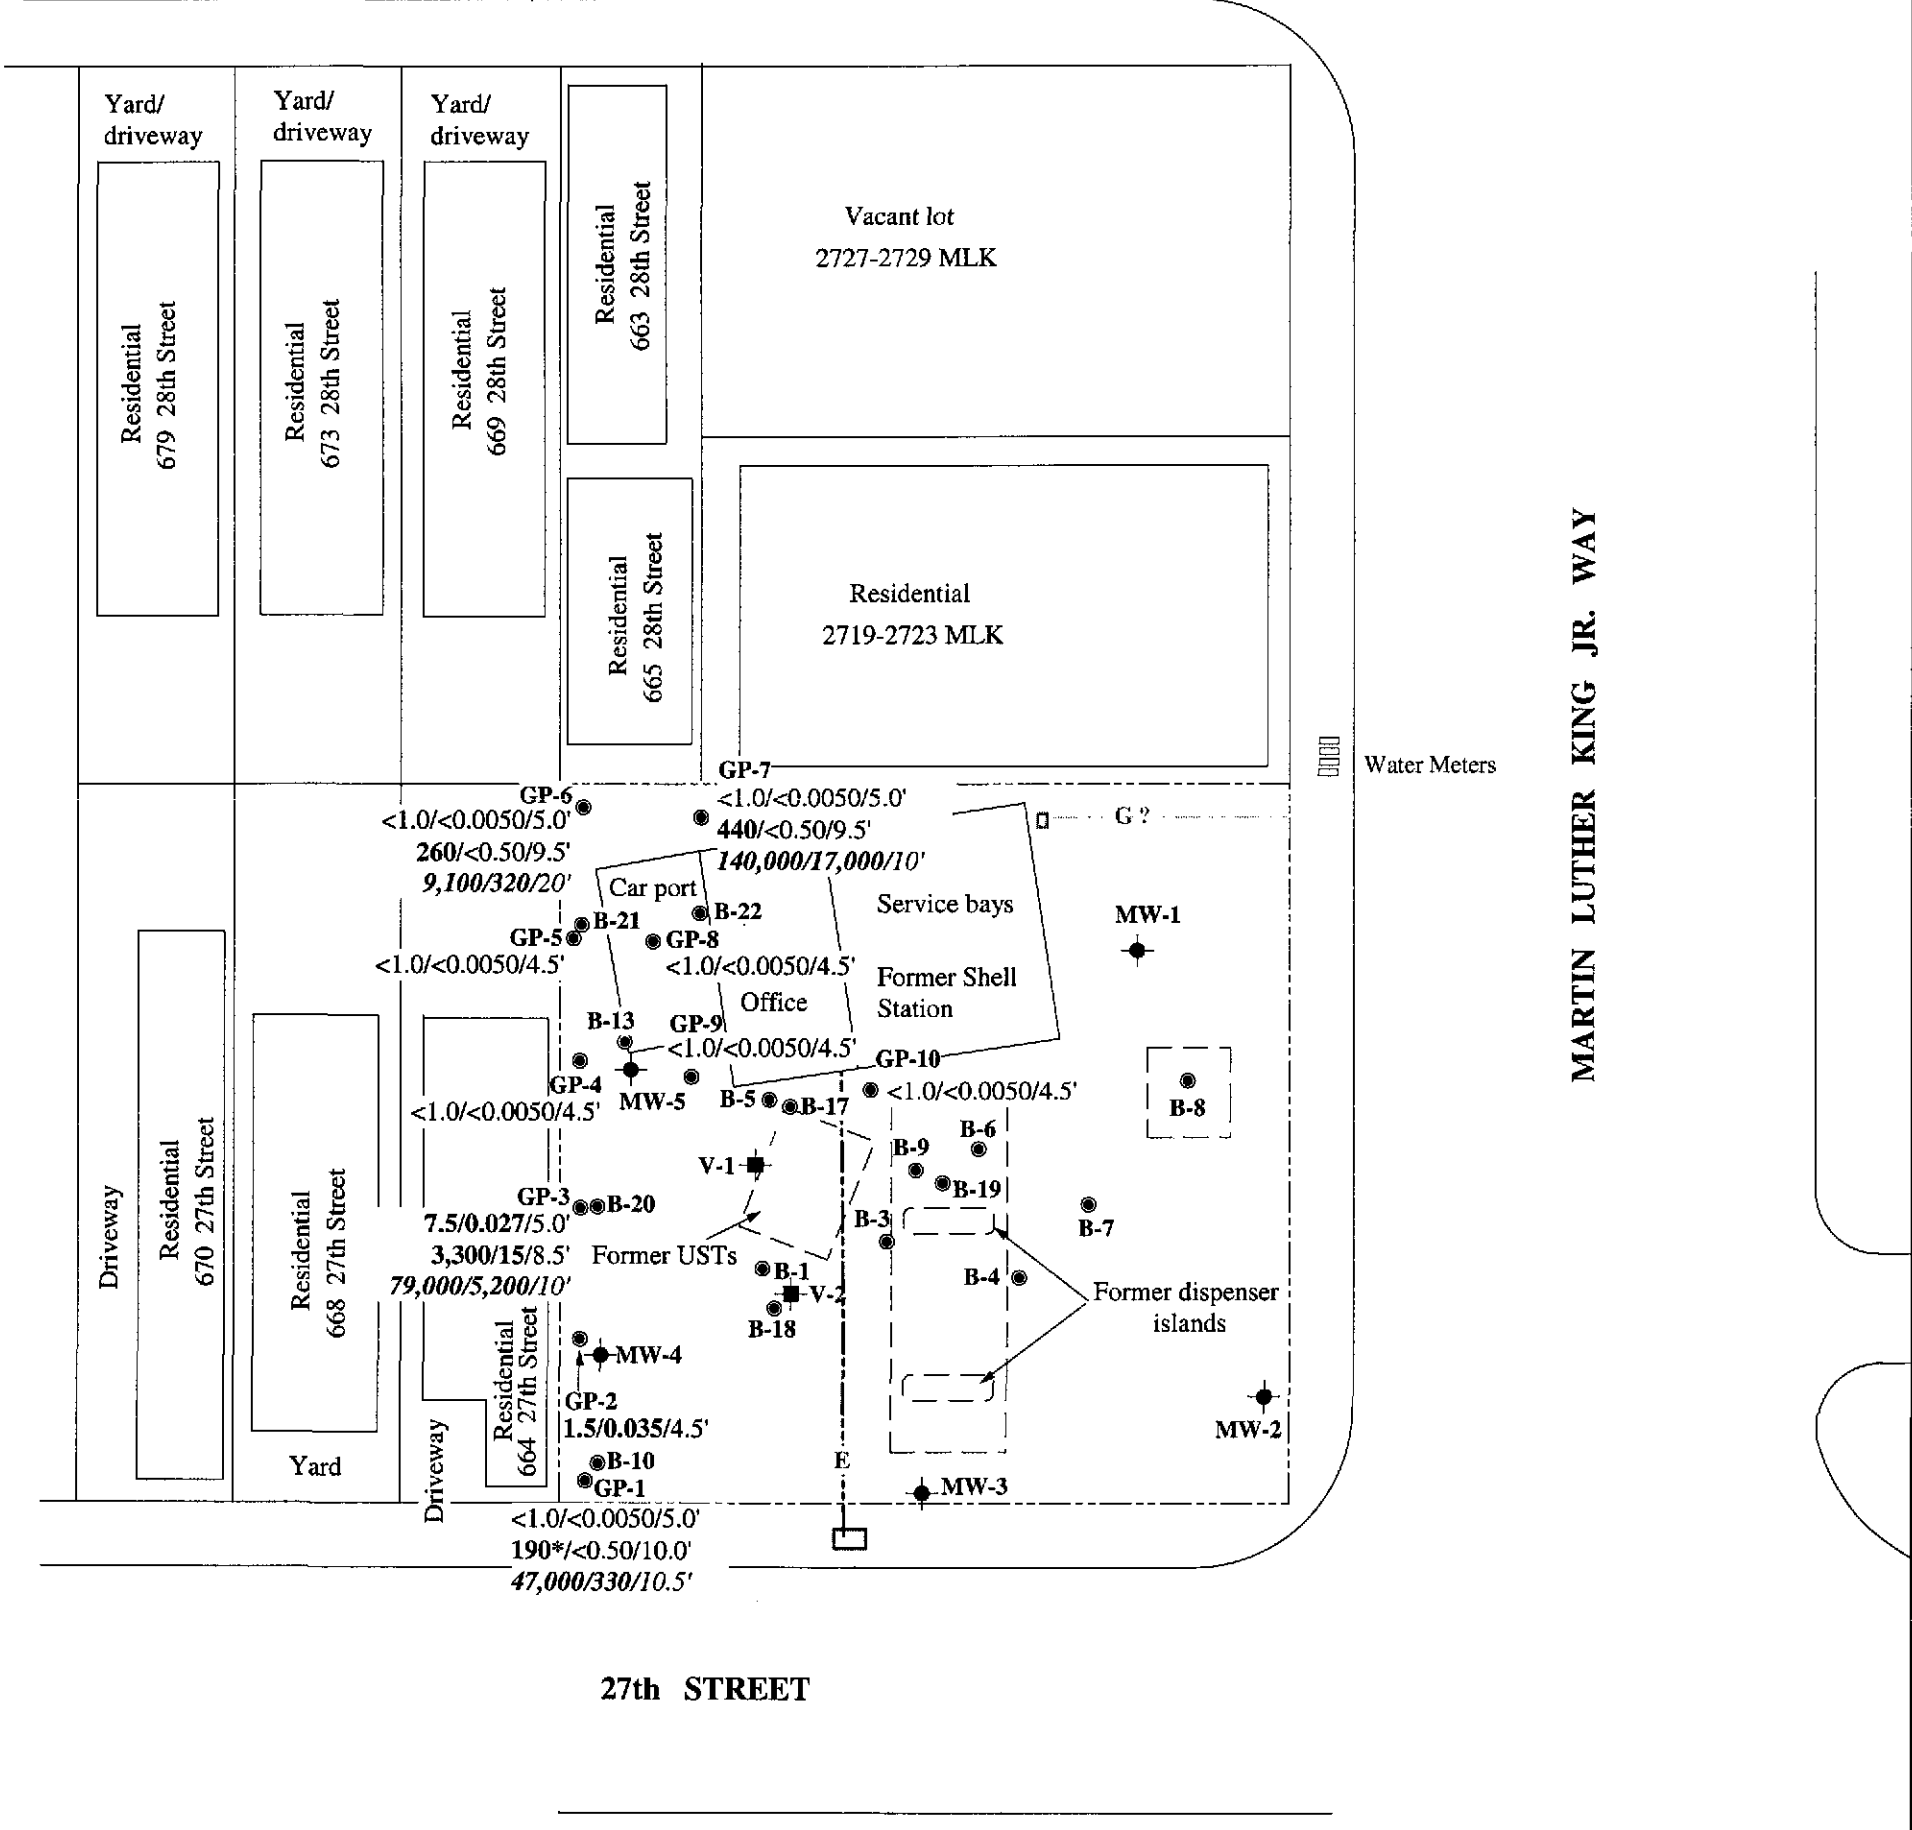 Yard/
driveway
Yard/
driveway
Yard/
driveway
Residential
679 28th Street
Residential
673 28th Street
Residential
669 28th Street
Residential
663 28th Street
Vacant lot
2727-2729 MLK
Residential
665 28th Street
Residential
2719-2723 MLK
MARTIN LUTHER KING JR. WAY
Water Meters
GP-7
<1.0/<0.0050/5.0'
440/<0.50/9.5'
140,000/17,000/10'
GP-6
<1.0/<0.0050/5.0'
260/<0.50/9.5'
9,100/320/20'
G ?
Car port
Service bays
B-22
B-21
MW-1
GP-5
<1.0/<0.0050/4.5'
GP-8
<1.0/<0.0050/4.5'
Former Shell
Station
Office
B-13
GP-9
<1.0/<0.0050/4.5'
GP-10
<1.0/<0.0050/4.5'
GP-4
<1.0/<0.0050/4.5'
MW-5
B-5
B-17
B-8
B-6
B-9
V-1
B-19
GP-3
7.5/0.027/5.0'
3,300/15/8.5'
79,000/5,200/10'
B-20
B-3
B-7
Former USTs
B-1
B-4
V-2
Former dispenser
islands
B-18
Driveway
Residential
670 27th Street
Residential
668 27th Street
Residential
664 27th Street
MW-4
GP-2
1.5/0.035/4.5'
MW-2
Yard
Driveway
B-10
GP-1
<1.0/<0.0050/5.0'
190*/<0.50/10.0'
47,000/330/10.5'
E
MW-3
27th STREET